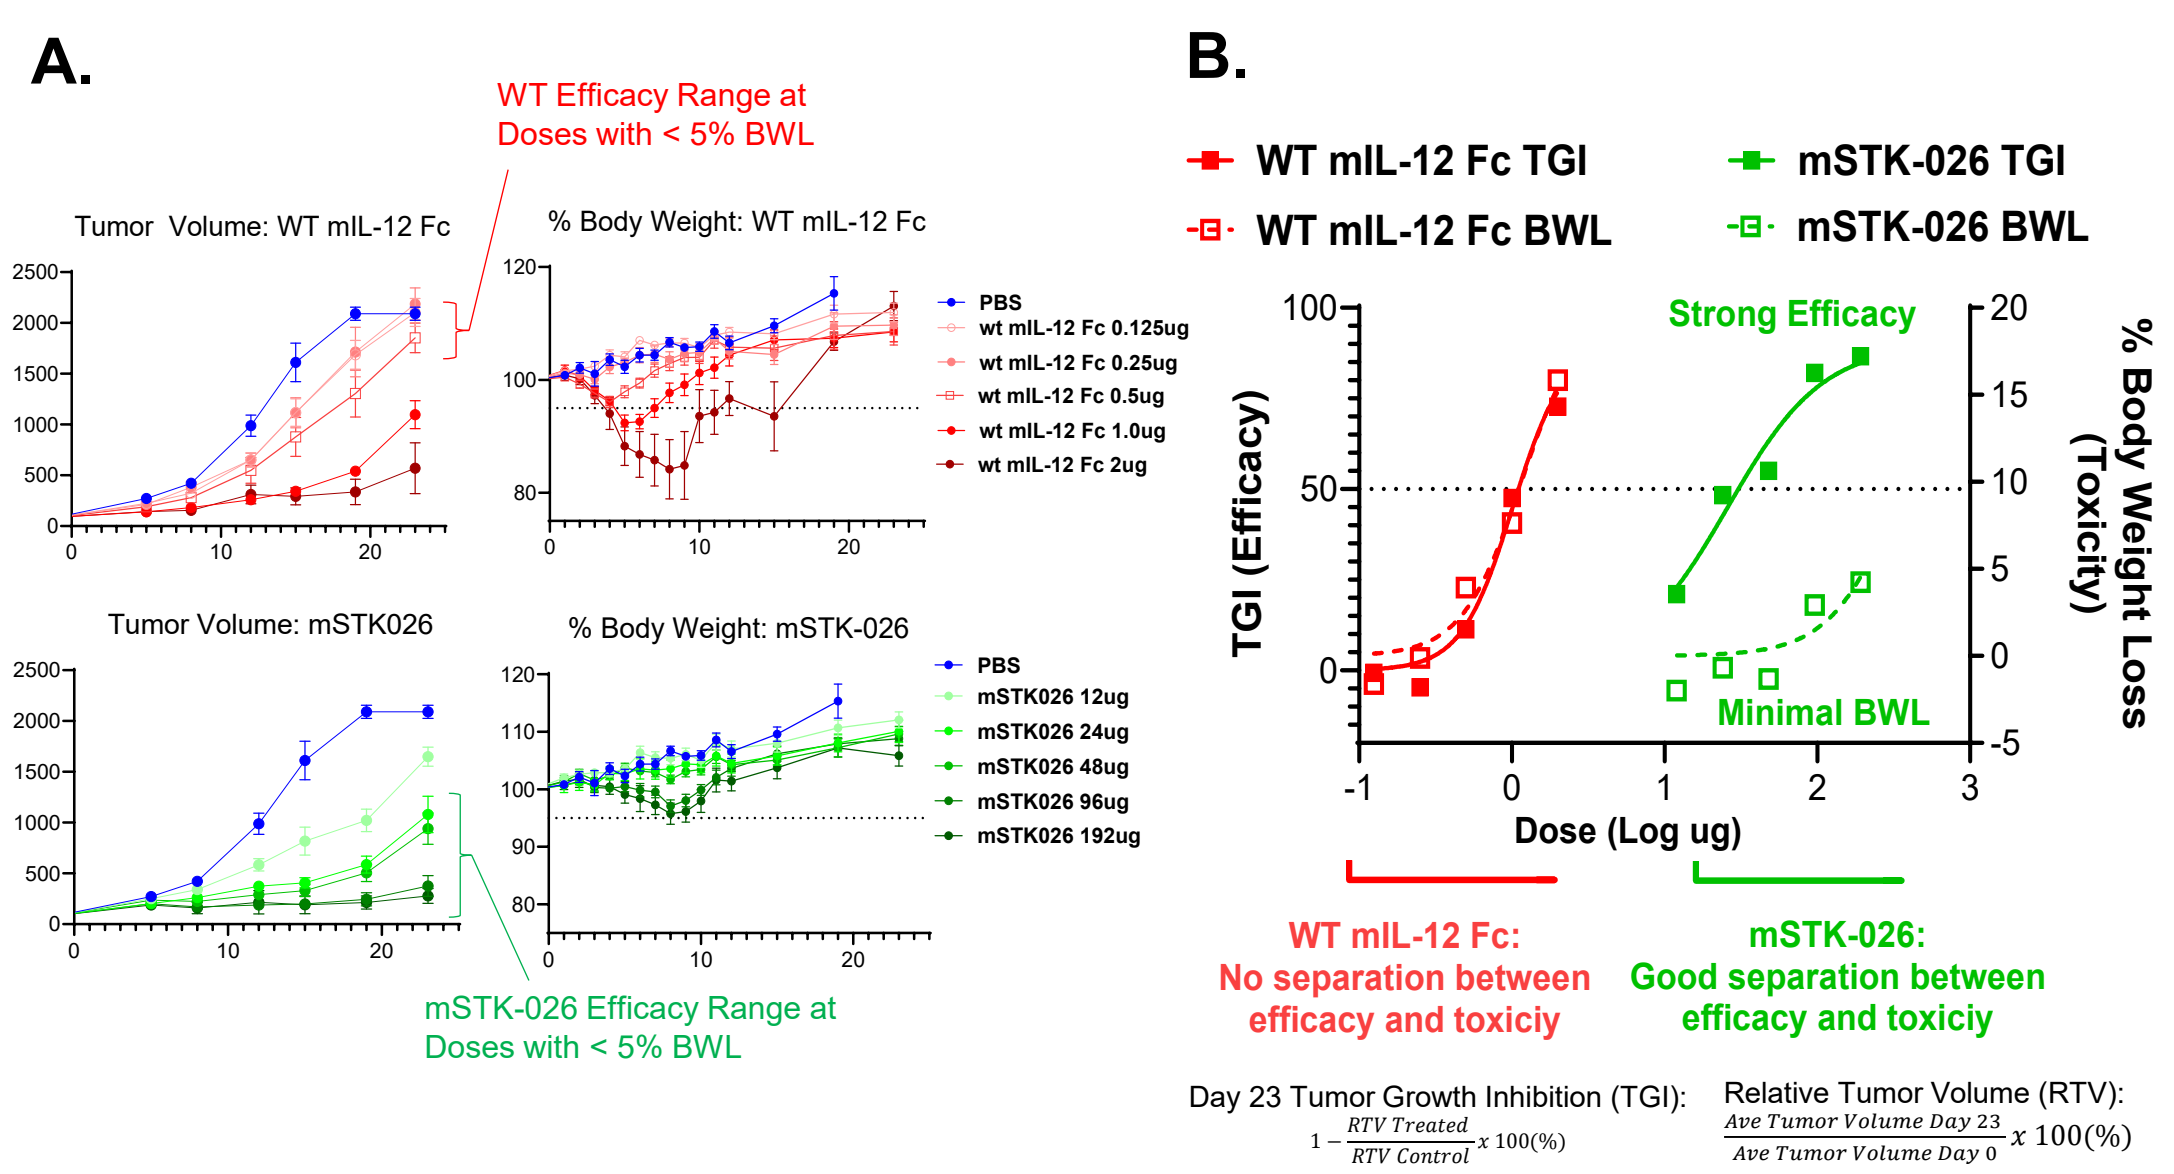 A.
WT Efficacy Range at
Doses with < 5% BWL
Tumor Volume: WT mIL-12 Fc
2500
2000
1500
1000
500
0
0
10
20
% Body Weight: WT mIL-12 Fc
120
100
80
0
10
20
PBS
wt mIL-12 Fc 0.125ug
wt mIL-12 Fc 0.25ug
wt mIL-12 Fc 0.5ug
wt mIL-12 Fc 1.0ug
wt mIL-12 Fc 2ug
Tumor Volume: mSTK026
2500
2000
1500
1000
500
0
0
10
20
% Body Weight: mSTK-026
120
110
100
90
80
0
10
20
PBS
mSTK026 12ug
mSTK026 24ug
mSTK026 48ug
mSTK026 96ug
mSTK026 192ug
mSTK-026 Efficacy Range at
Doses with < 5% BWL
B.
WT mIL-12 Fc TGI
WT mIL-12 Fc BWL
mSTK-026 TGI
mSTK-026 BWL
TGI (Efficacy)
100
50
0
Strong Efficacy
Minimal BWL
20
15
10
5
0
-5
% Body Weight Loss
(Toxicity)
-1
0
1
2
3
Dose (Log ug)
WT mIL-12 Fc:
No separation between
efficacy and toxiciy
mSTK-026:
Good separation between
efficacy and toxiciy
Day 23 Tumor Growth Inhibition (TGI):
1 − RTV Treated / RTV Control x 100(%)
Relative Tumor Volume (RTV):
Ave Tumor Volume Day 23 / Ave Tumor Volume Day 0 x 100(%)